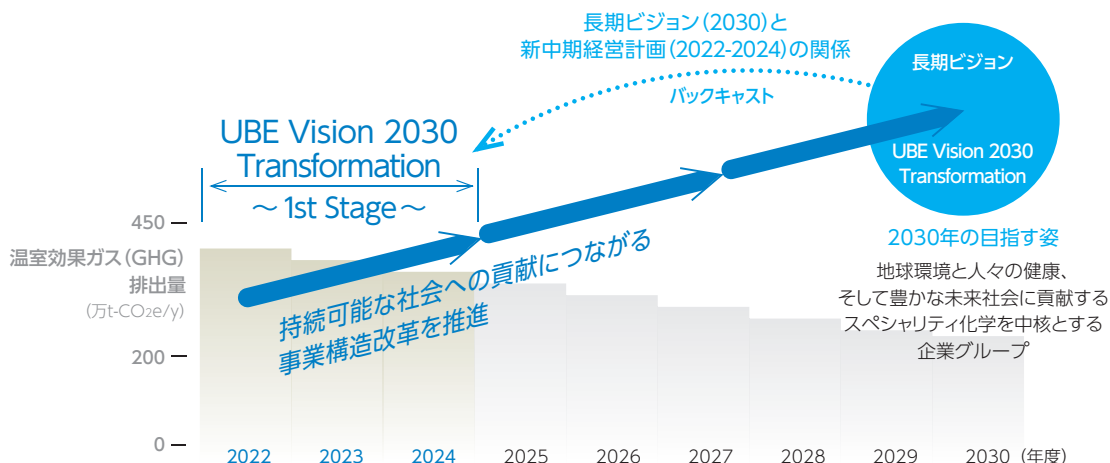 長期ビジョン(2030)と
新中期経営計画(2022-2024)の関係
バックキャスト
長期ビジョン
UBE Vision 2030
Transformation
UBE Vision 2030
Transformation
～1st Stage～
2030年の目指す姿
地球環境と人々の健康、
そして豊かな未来社会に貢献する
スペシャリティ化学を中核とする
企業グループ
持続可能な社会への貢献につながる
事業構造改革を推進
温室効果ガス(GHG)
排出量
(万t-CO2e/y)
450
200
0
2022 2023 2024 2025 2026 2027 2028 2029 2030 (年度)